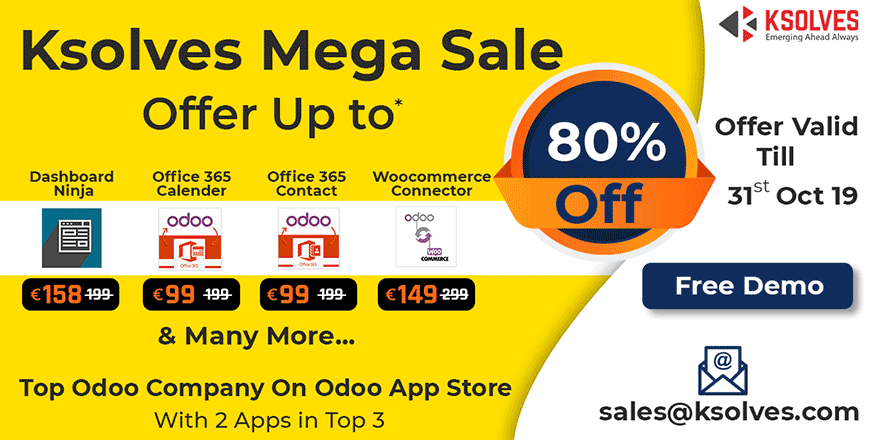 Ksolves Mega Sale
Offer Up to*
KSOLVES
Emerging Ahead Always
80%
Off
Offer Valid
Till
31st Oct 19
Dashboard
Ninja
Office 365
Calender
Office 365
Contact
Woocommerce
Connector
odoo
Office 365
odoo
Office 365
odoo
WOO
COMMERCE
€158 199
€99 199
€99 199
€149 299
Free Demo
& Many More...
Top Odoo Company On Odoo App Store
With 2 Apps in Top 3
@
sales@ksolves.com